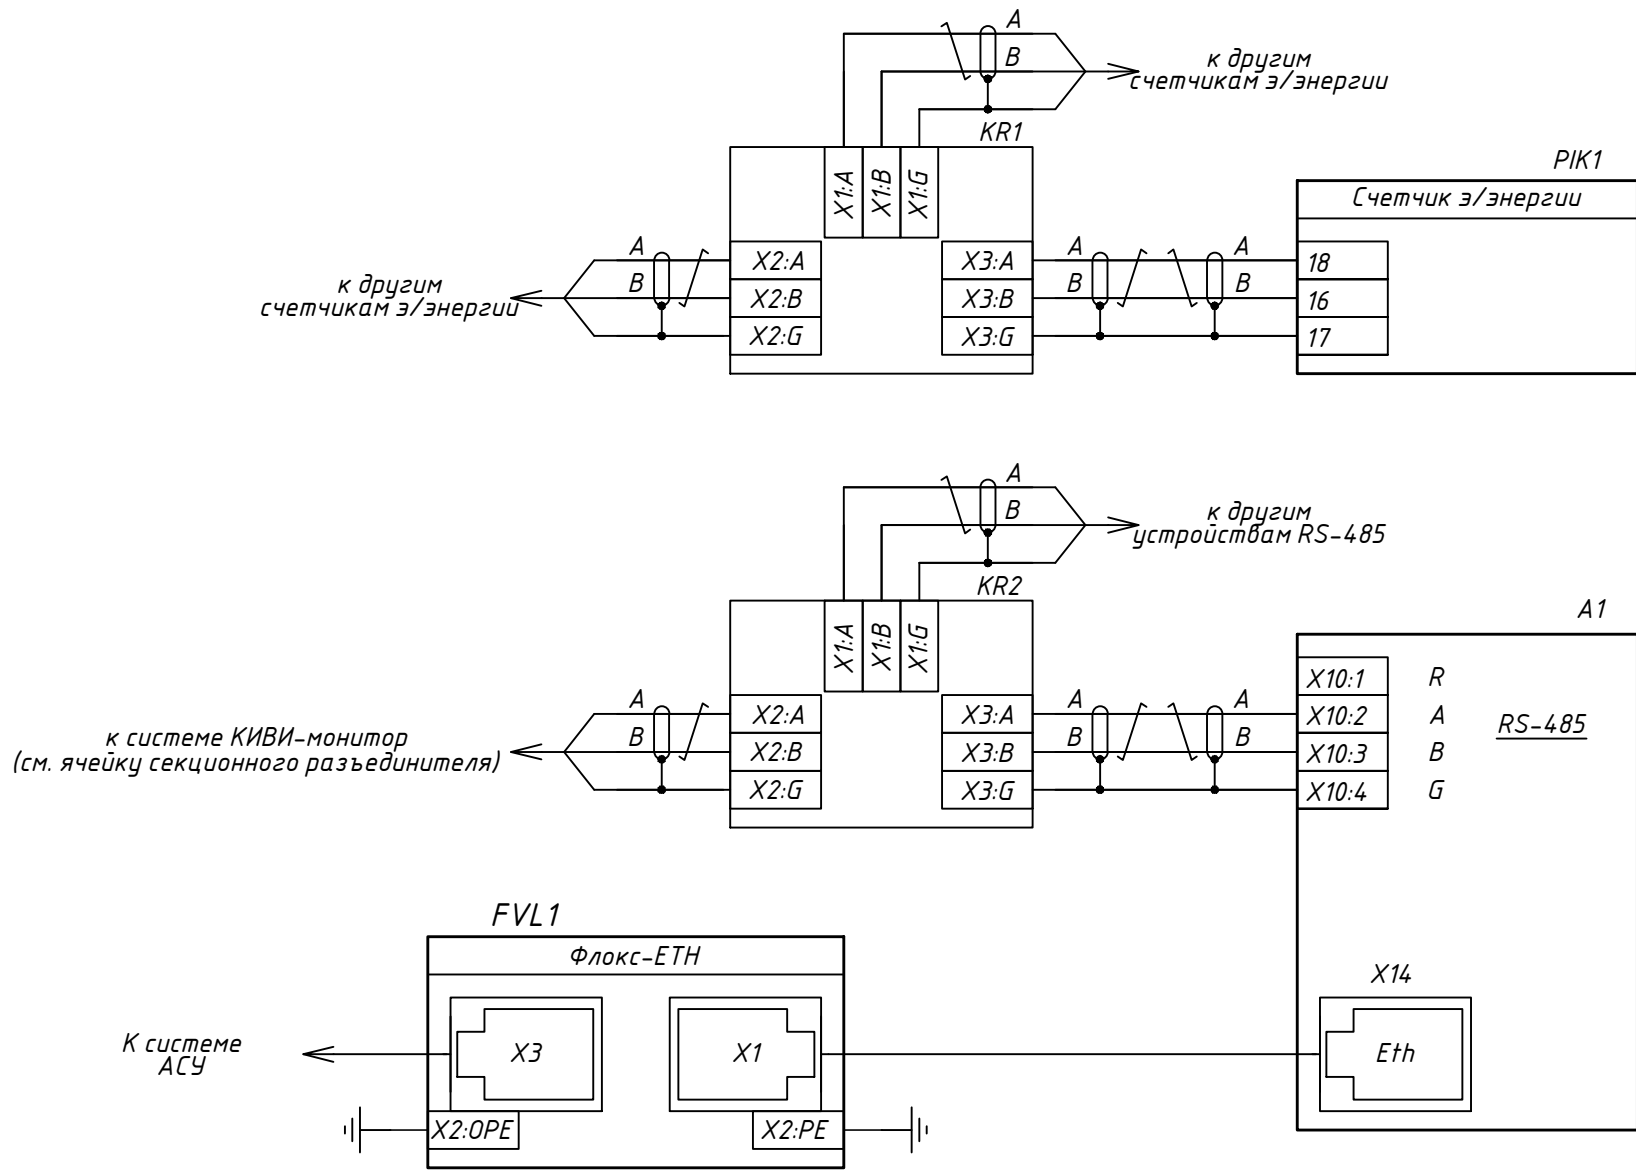 A
B
к другим
счетчикам э/энергии
KR1
X1:A
X1:B
X1:G
PIK1
Счетчик э/энергии
A
B
к другим
счетчикам э/энергии
X2:A
X2:B
X2:G
X3:A
X3:B
X3:G
A
B
A
B
18
16
17
A
B
к другим
устройствам RS-485
KR2
X1:A
X1:B
X1:G
A1
A
B
к системе КИВИ-монитор
(см. ячейку секционного разъединителя)
X2:A
X2:B
X2:G
X3:A
X3:B
X3:G
A
B
A
B
X10:1 R
X10:2 A
X10:3 B
X10:4 G
RS-485
FVL1
Флокс-ETH
X14
К системе
АСУ
X3
X1
Eth
X2:OPE
X2:PE